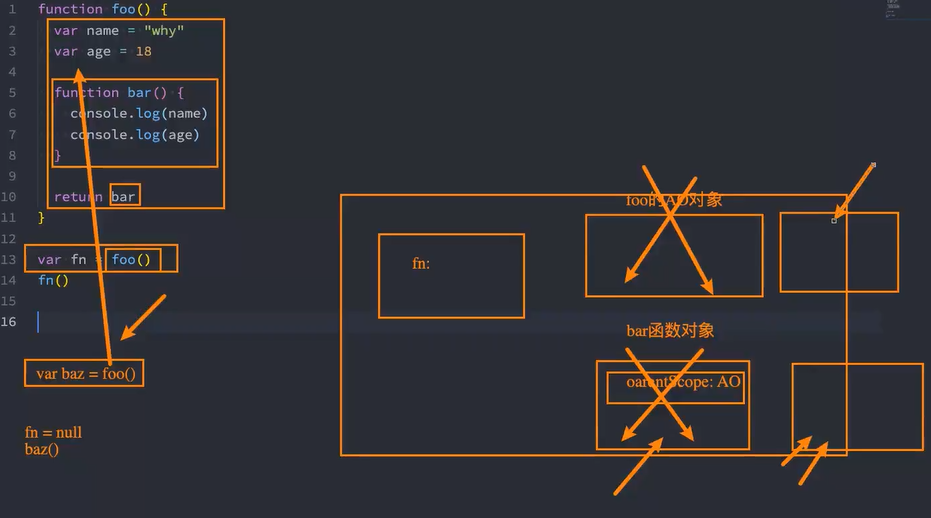 1 function foo() {
2 var name = "why"
3 var age = 18
4
5 function bar() {
6 console.log(name)
7 console.log(age)
8 }
9
10 return bar
11 }
12
13 var fn = foo()
14 fn()
15
16
var baz = foo()
fn = null
baz()
fn:
foo的AO对象
bar函数对象
oarentScope: AO